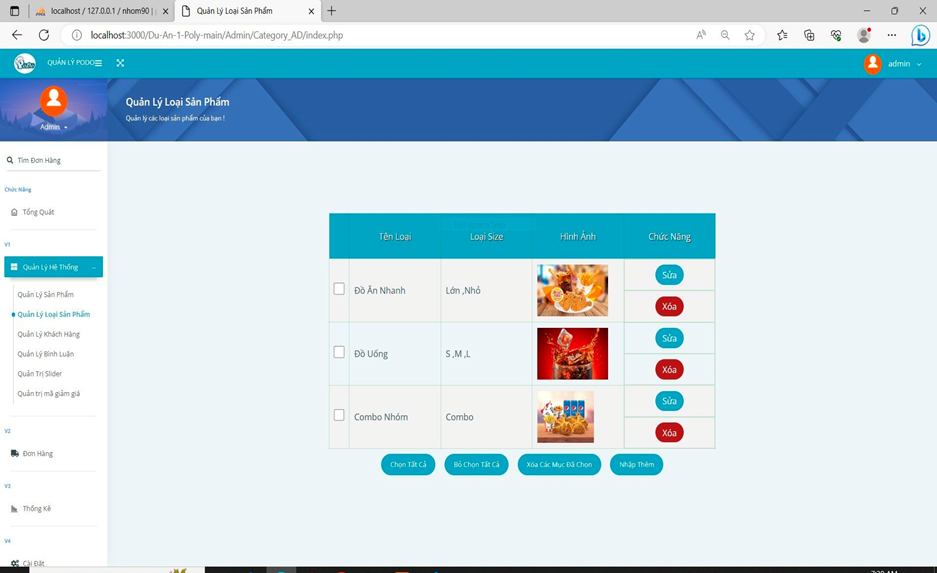 localhost / 127.0.0.1 / nhom90 | p
Quản Lý Loại Sản Phẩm
localhost:3000/Du-An-1-Poly-main/Admin/Category_AD/index.php
QUẢN LÝ PODO
admin
Admin
Quản Lý Loại Sản Phẩm
Quản lý các loại sản phẩm của bạn !
Tìm Đơn Hàng
Chức Năng
Tổng Quát
V1
Quản Lý Hệ Thống
Quản Lý Sản Phẩm
Quản Lý Loại Sản Phẩm
Quản Lý Khách Hàng
Quản Lý Bình Luận
Quản Trị Slider
Quản trị mã giảm giá
V2
Đơn Hàng
V3
Thống Kê
V4
Cài Đặt
Tên Loại Loại Size Hình Ảnh Chức Năng
Đồ Ăn Nhanh Lớn ,Nhỏ Sửa
Xóa
Đồ Uống S ,M ,L Sửa
Xóa
Combo Nhóm Combo Sửa
Xóa
Chọn Tất Cả Bỏ Chọn Tất Cả Xóa Các Mục Đã Chọn Nhập Thêm